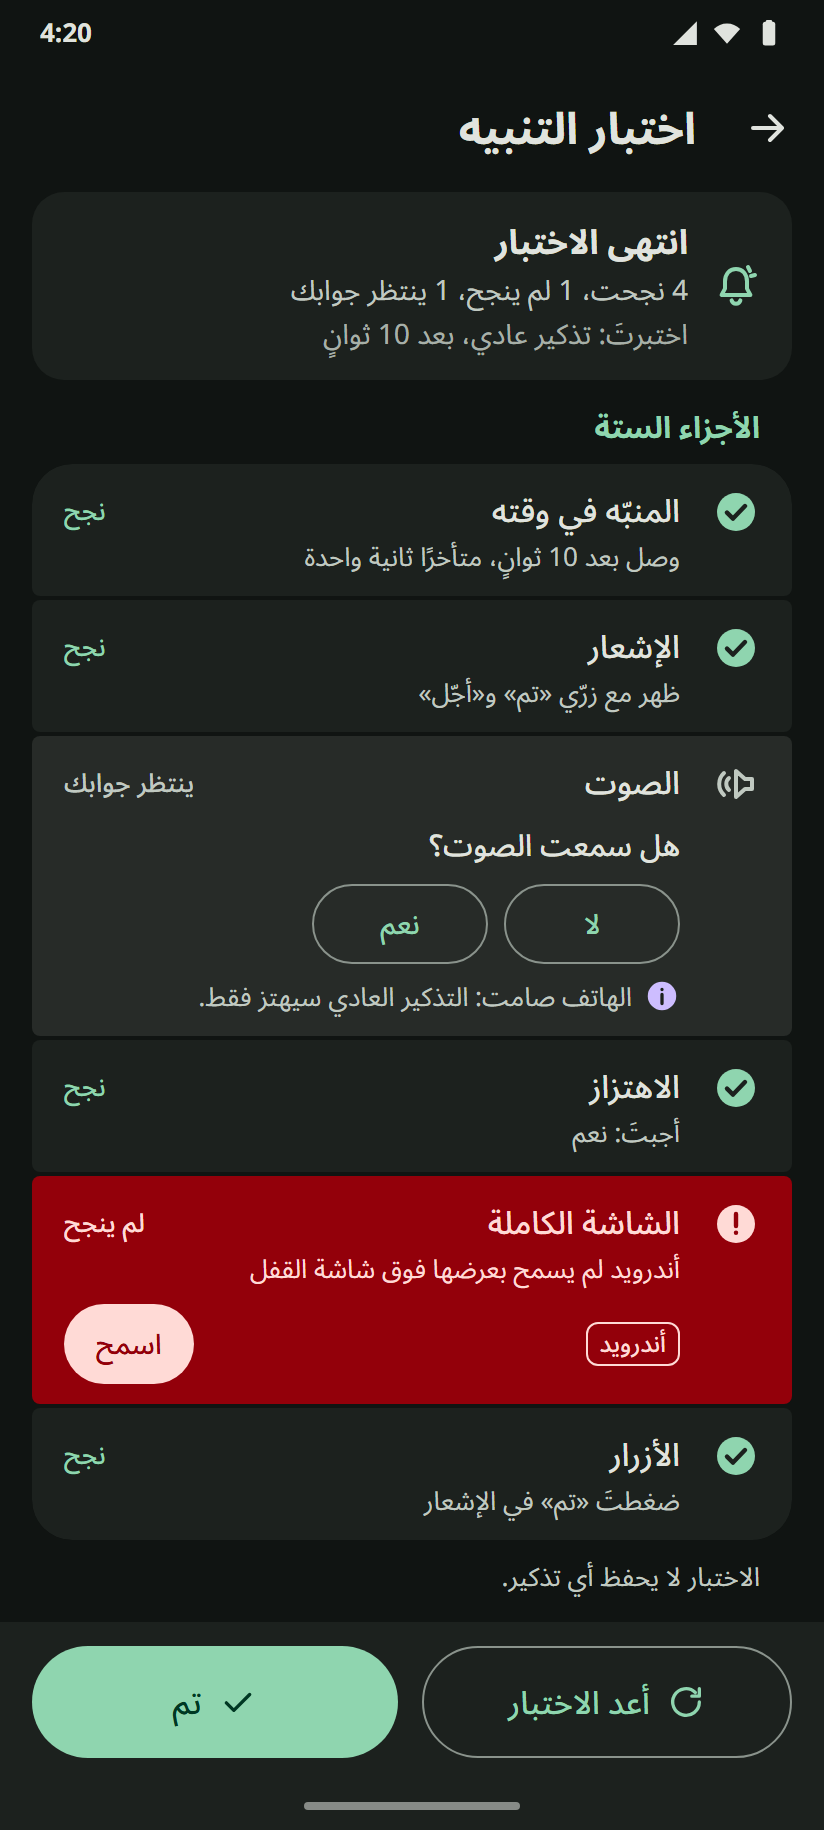 4:20
اختبار التنبيه
انتهى الاختبار
4 نجحت، 1 لم ينجح، 1 ينتظر جوابك
اختبرتَ: تذكير عادي، بعد 10 ثوانٍ
الأجزاء الستة
المنبّه في وقته
نجح
وصل بعد 10 ثوانٍ، متأخرًا ثانية واحدة
الإشعار
نجح
ظهر مع زرّي «تم» و«أجّل»
الصوت
ينتظر جوابك
هل سمعت الصوت؟
لا
نعم
الهاتف صامت: التذكير العادي سيهتز فقط.
الاهتزاز
نجح
أجبتَ: نعم
الشاشة الكاملة
لم ينجح
أندرويد لم يسمح بعرضها فوق شاشة القفل
أندرويد
اسمح
الأزرار
نجح
ضغطتَ «تم» في الإشعار
الاختبار لا يحفظ أي تذكير.
أعد الاختبار
تم